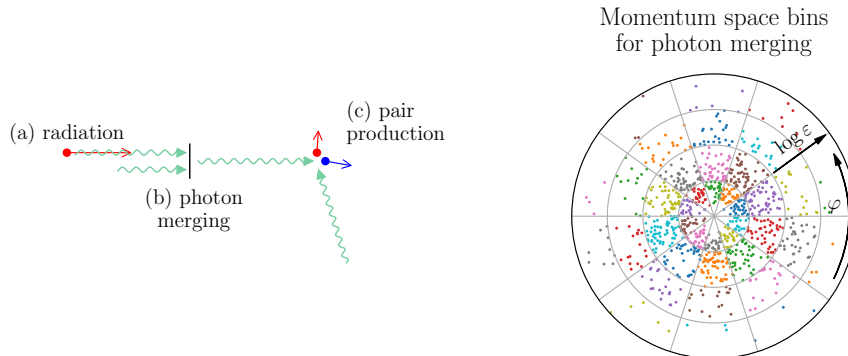 (a) radiation
(b) photon
merging
(c) pair
production
Momentum space bins
for photon merging
log ε
φ